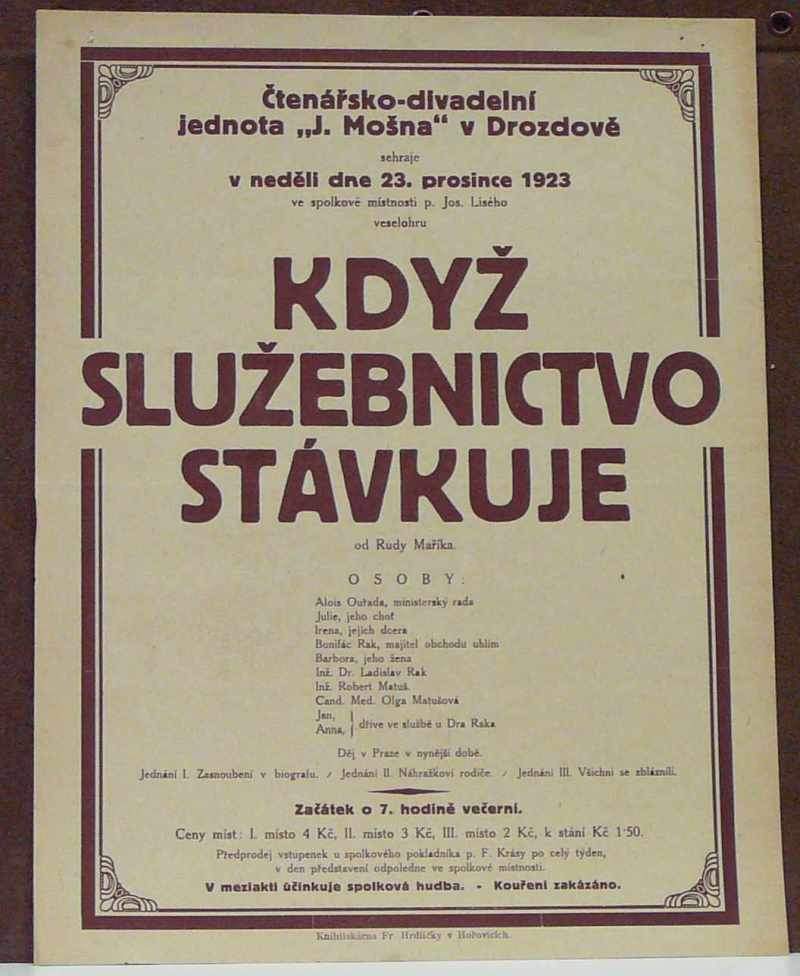 Čtenářsko-divadelní
jednota „J. Mošna“ v Drozdově
sehraje
v neděli dne 23. prosince 1923
ve spolkové místnosti p. Jos. Lisého
veselohru
KDYŽ
SLUŽEBNICTVO
STÁVKUJE
od Rudy Maříka.
OSOBY:
Alois Ouřada, ministerský rada
Julie, jeho choť
Irena, jejich dcera
Bonifác Rak, majitel obchodu uhlím
Barbora, jeho žena
Inž. Dr. Ladislav Rak
Inž. Robert Matuš.
Cand. Med. Olga Matušová
Jan,
Anna, } dříve ve službě u Dra Raka
Děj v Praze v nynější době.
Jednání I. Zasnoubení v biografu. / Jednání II. Náhražkoví rodiče. / Jednání III. Všichni se zbláznili.
Začátek o 7. hodině večerní.
Ceny míst: I. místo 4 Kč, II. místo 3 Kč, III. místo 2 Kč, k stání Kč 1·50.
Předprodej vstupenek u spolkového pokladníka p. F. Krásy po celý týden,
v den představení odpoledne ve spolkové místnosti.
V meziaktí účinkuje spolková hudba. - Kouření zakázáno.
Knihtiskárna Fr. Hrdličky v Hořovicích.